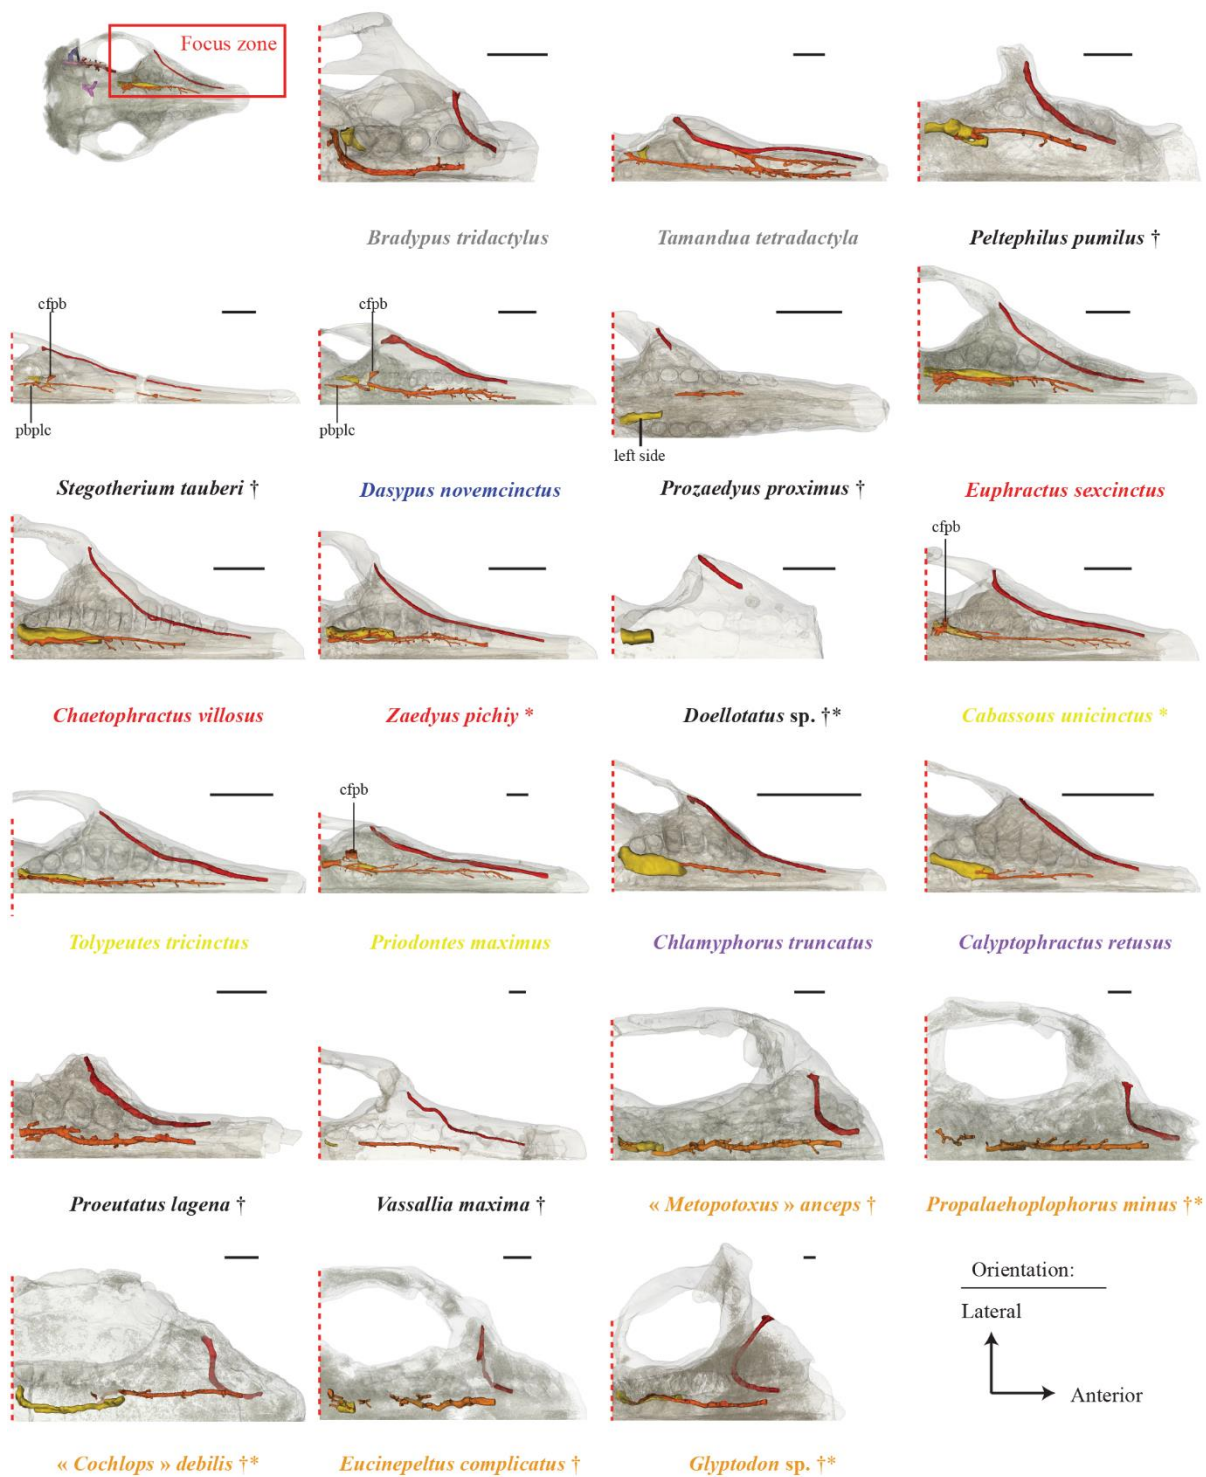 Focus zone
Bradypus tridactylus
Tamandua tetradactyla
Peltephilus pumilus †
cfpb
pbplc
cfpb
pbplc
left side
Stegotherium tauberi †
Dasypus novemcinctus
Prozaedyus proximus †
Euphractus sexcinctus
cfpb
Chaetophractus villosus
Zaedyus pichiy *
Doellotatus sp. †*
Cabassous unicinctus *
cfpb
Tolypeutes tricinctus
Priodontes maximus
Chlamyphorus truncatus
Calyptophractus retusus
Proeutatus lagena †
Vassallia maxima †
« Metopotoxus » anceps †
Propalaehoplophorus minus †*
Orientation:
Lateral
Anterior
« Cochlops » debilis †*
Eucinepeltus complicatus †
Glyptodon sp. †*